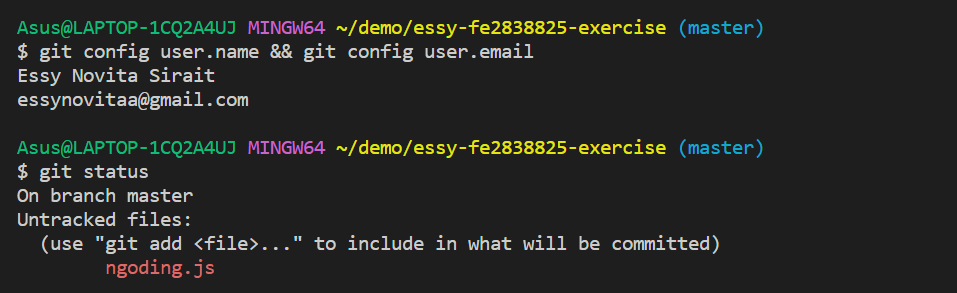 Asus@LAPTOP-1CQ2A4UJ MINGW64 ~/demo/essy-fe2838825-exercise (master)
$ git config user.name && git config user.email
Essy Novita Sirait
essynovitaa@gmail.com
Asus@LAPTOP-1CQ2A4UJ MINGW64 ~/demo/essy-fe2838825-exercise (master)
$ git status
On branch master
Untracked files:
  (use "git add <file>..." to include in what will be committed)
        ngoding.js